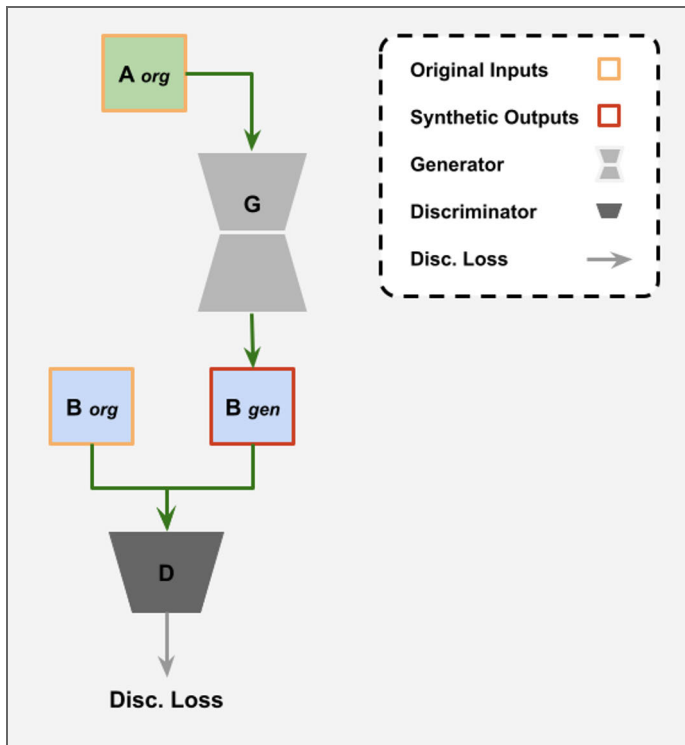 A org
G
B org
B gen
D
Disc. Loss
Original Inputs
Synthetic Outputs
Generator
Discriminator
Disc. Loss